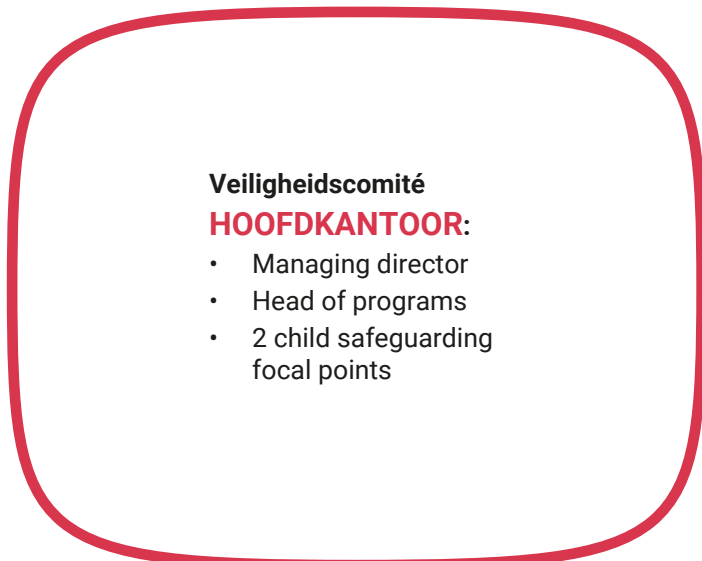 Veiligheidscomité
HOOFDKANTOOR:
• Managing director
• Head of programs
• 2 child safeguarding
focal points